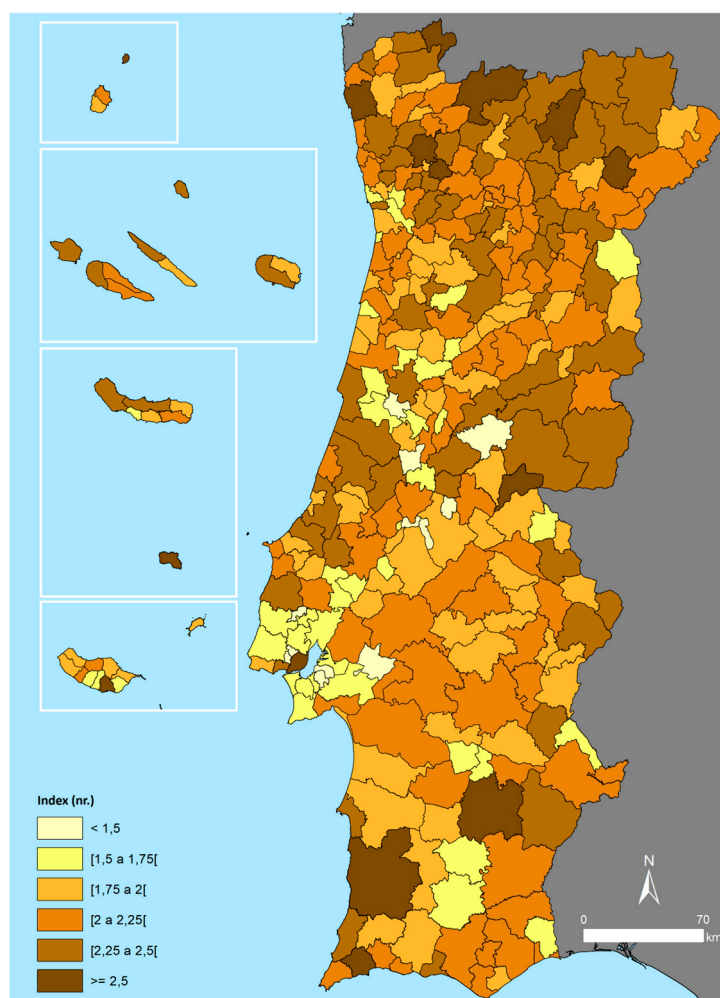 Index (nr.)
< 1,5
[1,5 a 1,75[
[1,75 a 2[
[2 a 2,25[
[2,25 a 2,5[
>= 2,5
N
0 70
km